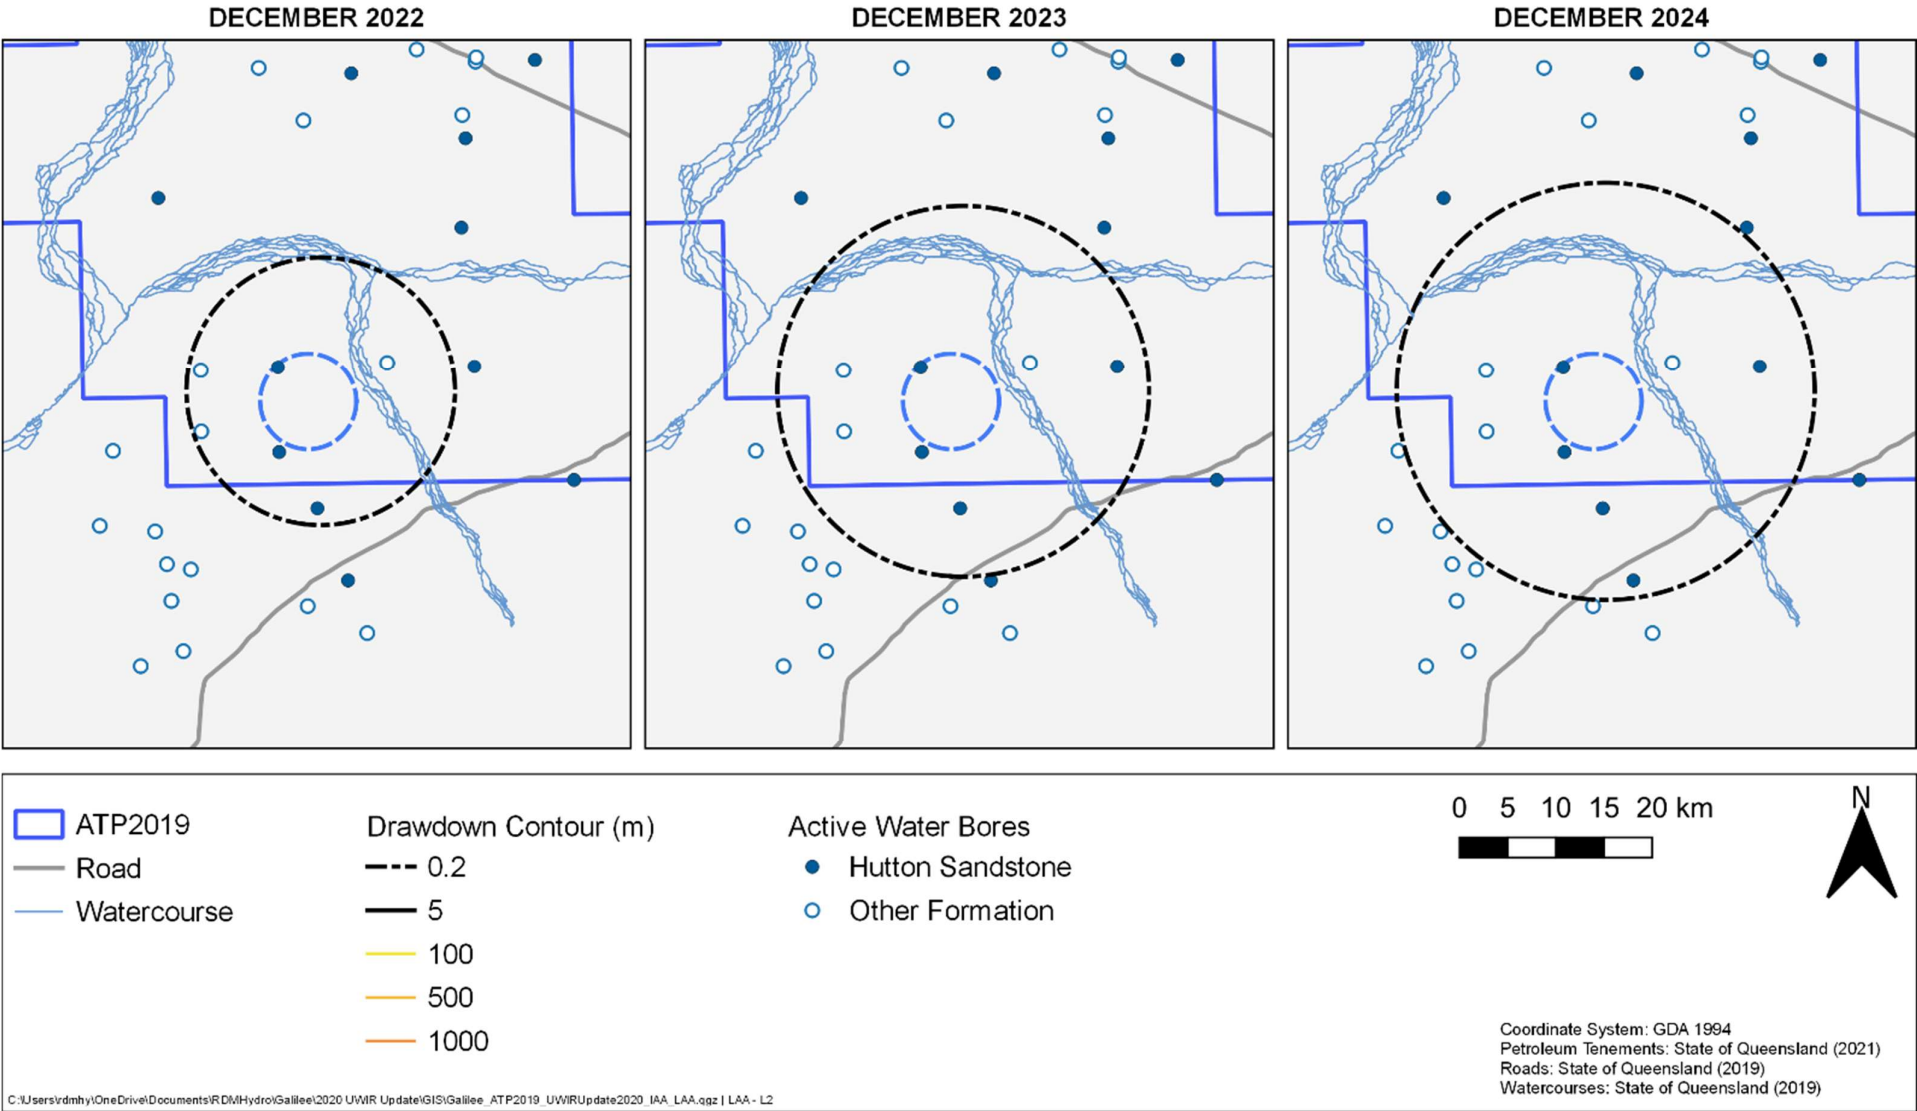 DECEMBER 2022
DECEMBER 2023
DECEMBER 2024
ATP2019
Road
Watercourse
Drawdown Contour (m)
0.2
5
100
500
1000
Active Water Bores
Hutton Sandstone
Other Formation
0 5 10 15 20 km
N
Coordinate System: GDA 1994
Petroleum Tenements: State of Queensland (2021)
Roads: State of Queensland (2019)
Watercourses: State of Queensland (2019)
C:\Users\rdmhy\OneDrive\Documents\RDMHydro\Galilee\2020 UWIR Update\GIS\Galilee_ATP2019_UWIRUpdate2020_IAA_LAA.qgz | LAA - L2